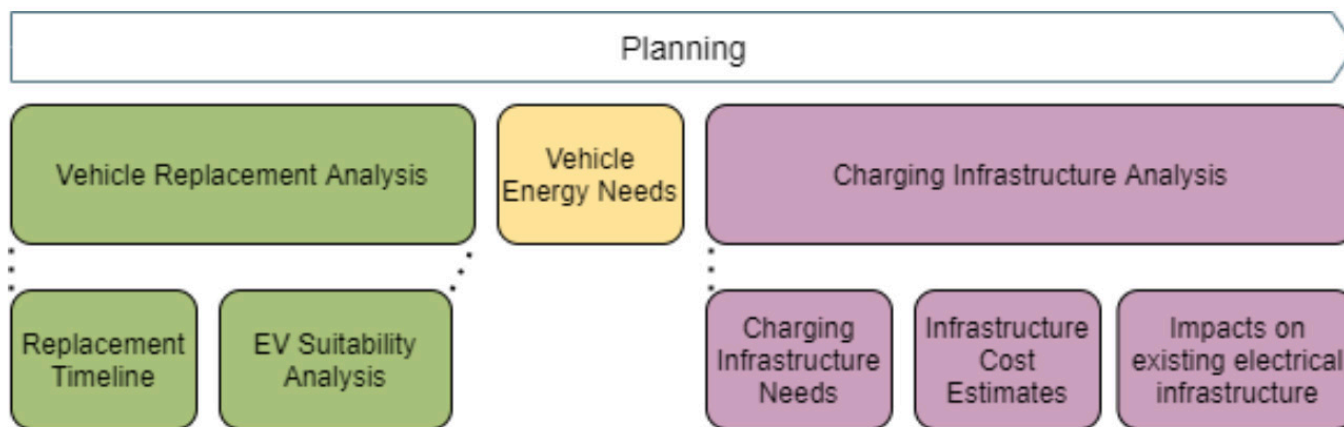 Planning
Vehicle Replacement Analysis
Vehicle
Energy Needs
Charging Infrastructure Analysis
Replacement
Timeline
EV Suitability
Analysis
Charging
Infrastructure
Needs
Infrastructure
Cost
Estimates
Impacts on
existing electrical
infrastructure